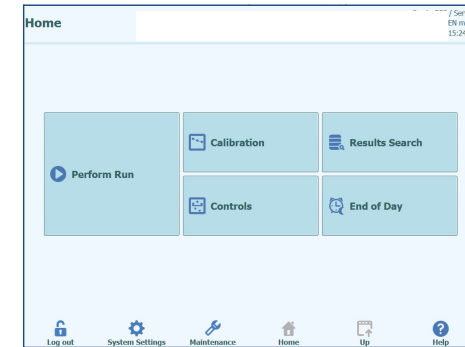 Home
/ Ser
EN m
15:24
Perform Run
Calibration
Results Search
Controls
End of Day
Log out
System Settings
Maintenance
Home
Up
Help